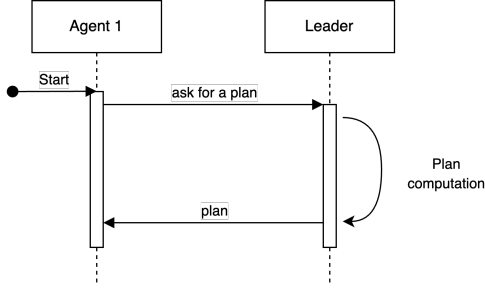 Agent 1
Leader
Start
ask for a plan
Plan
computation
plan